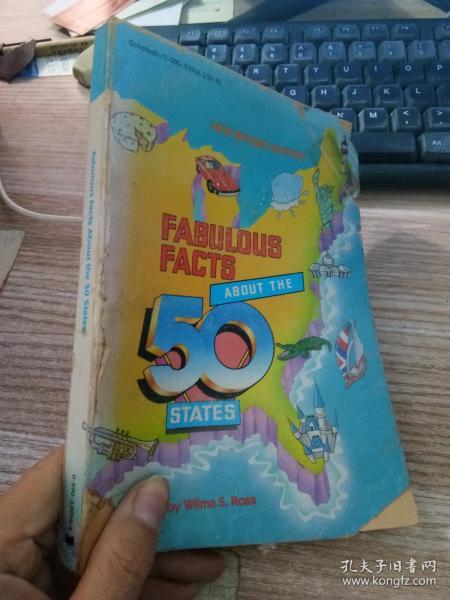 NEW REVISED EDITION
FABULOUS
FACTS
ABOUT THE
50
STATES
by Wilma S. Ross
Fabulous Facts About the 50 States
孔夫子旧书网
www.kongfz.com